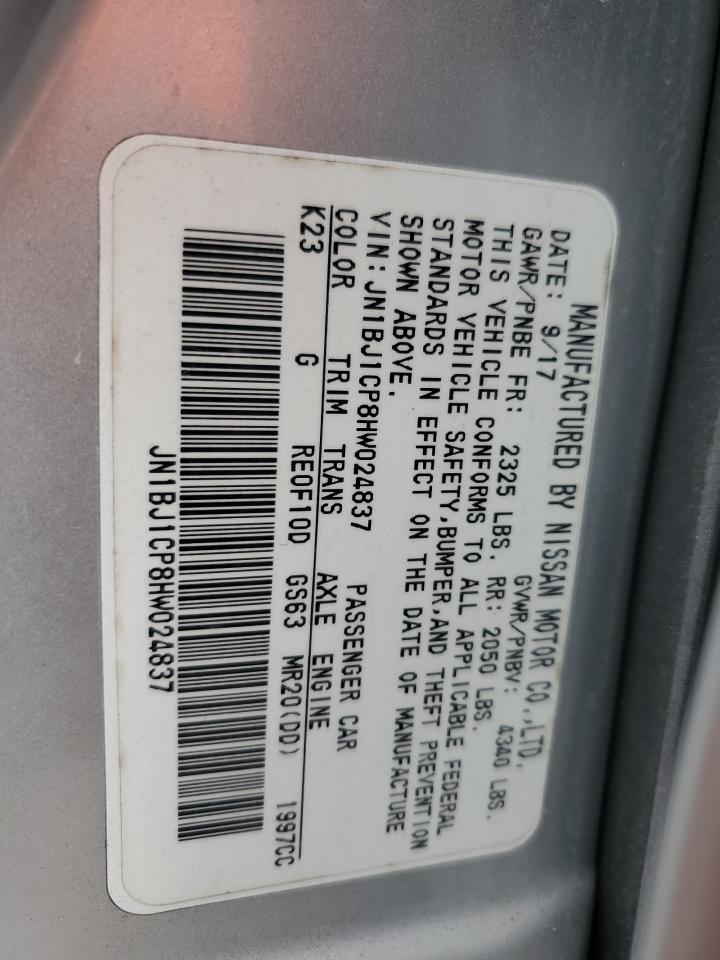 MANUFACTURED BY NISSAN MOTOR CO.,LTD.
DATE: 9/17 GVWR/PNBV: 4340 LBS.
GAWR/PNBE FR: 2325 LBS. RR: 2050 LBS.
THIS VEHICLE CONFORMS TO ALL APPLICABLE FEDERAL
MOTOR VEHICLE SAFETY,BUMPER,AND THEFT PREVENTION
STANDARDS IN EFFECT ON THE DATE OF MANUFACTURE
SHOWN ABOVE.
VIN: JN1BJ1CP8HW024837 PASSENGER CAR
COLOR TRIM TRANS AXLE ENGINE
K23 G RE0F10D GS63 MR20(DD) 1997CC
JN1BJ1CP8HW024837